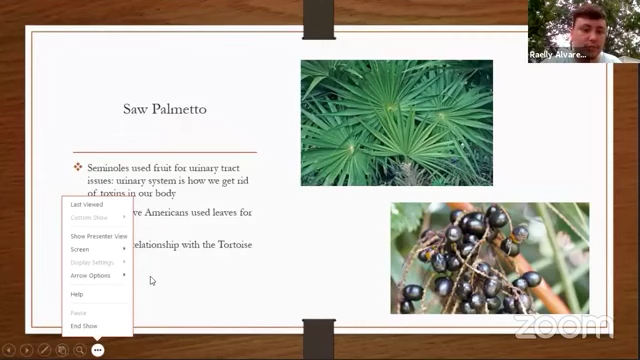 Raelly Alvare...
Saw Palmetto
Seminoles used fruit for urinary tract
issues: urinary system is how we get rid
of toxins in our body
ve Americans used leaves for
elationship with the Tortoise
Last Viewed
Custom Show
Show Presenter View
Screen
Display Settings
Arrow Options
Help
Pause
End Show
zoom